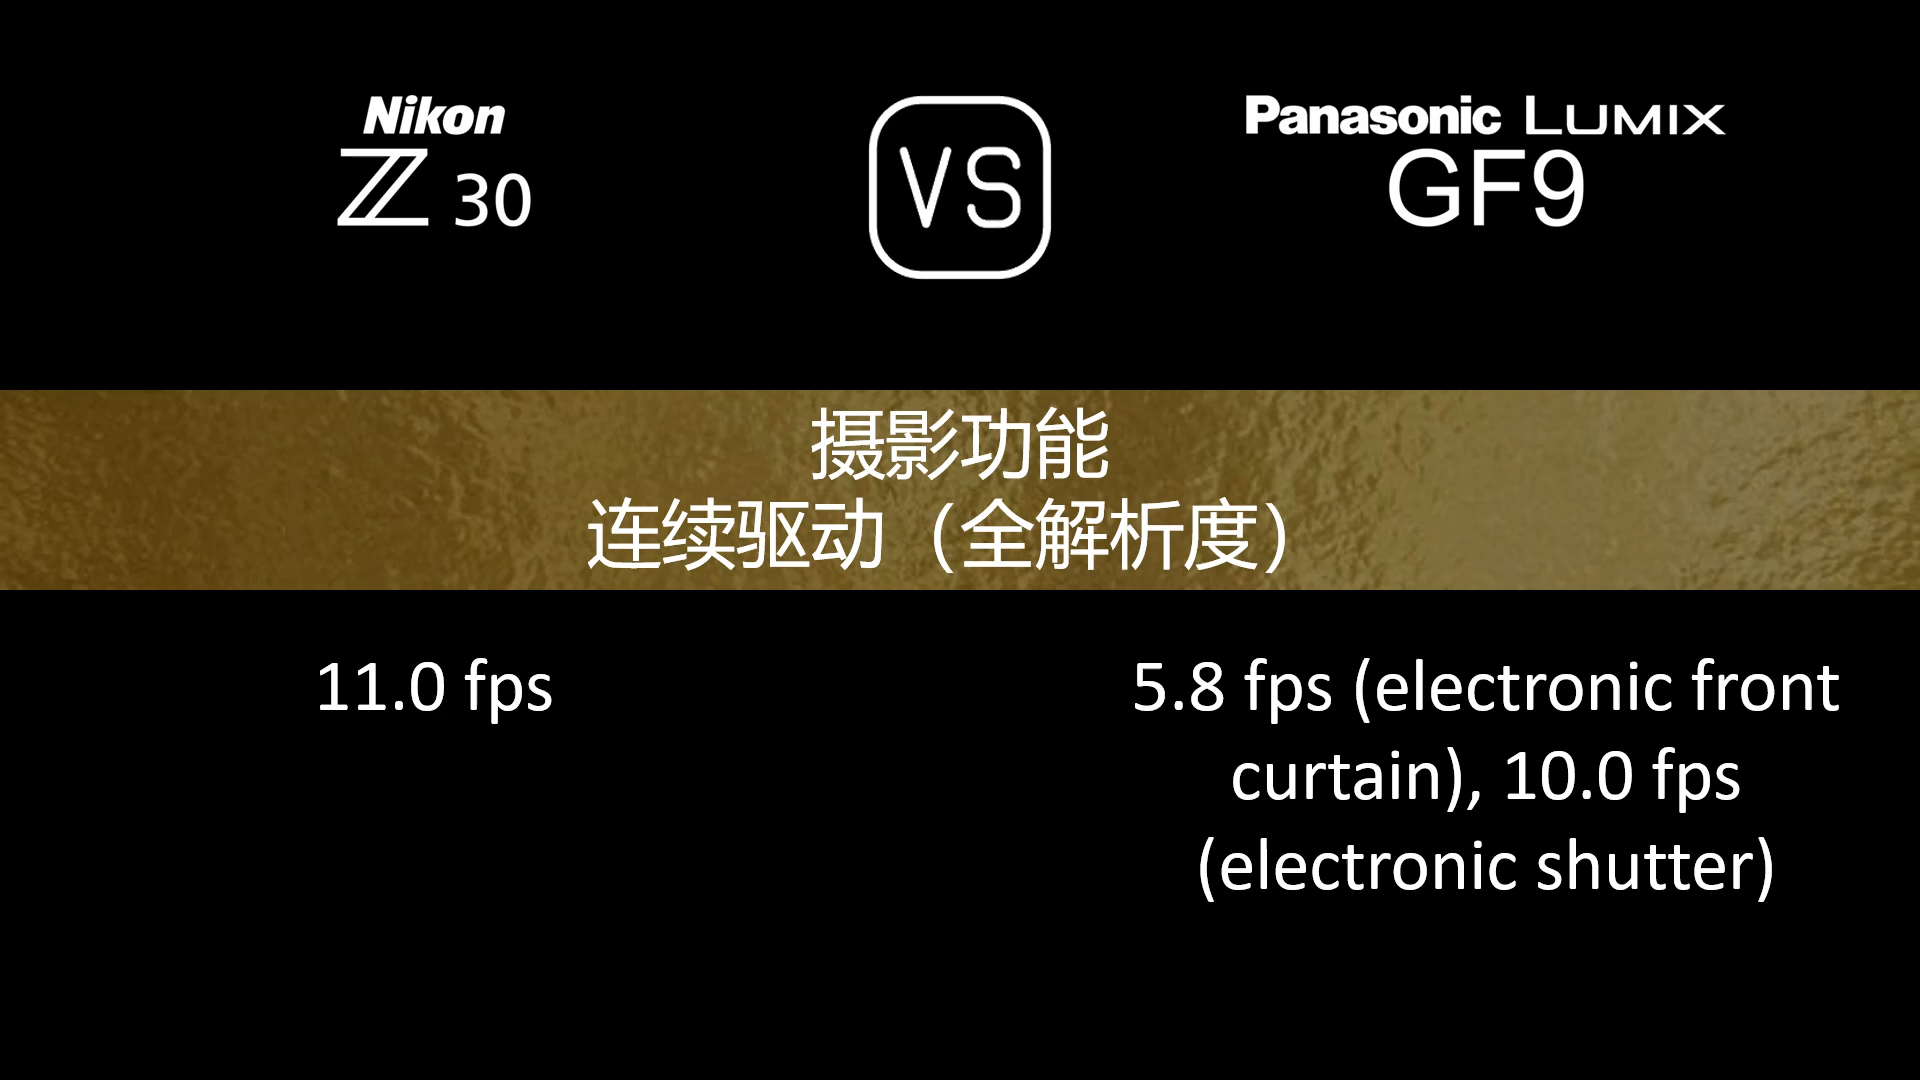 Nikon
Z 30
VS
Panasonic LUMIX
GF9
摄影功能
连续驱动（全解析度）
11.0 fps
5.8 fps (electronic front
curtain), 10.0 fps
(electronic shutter)